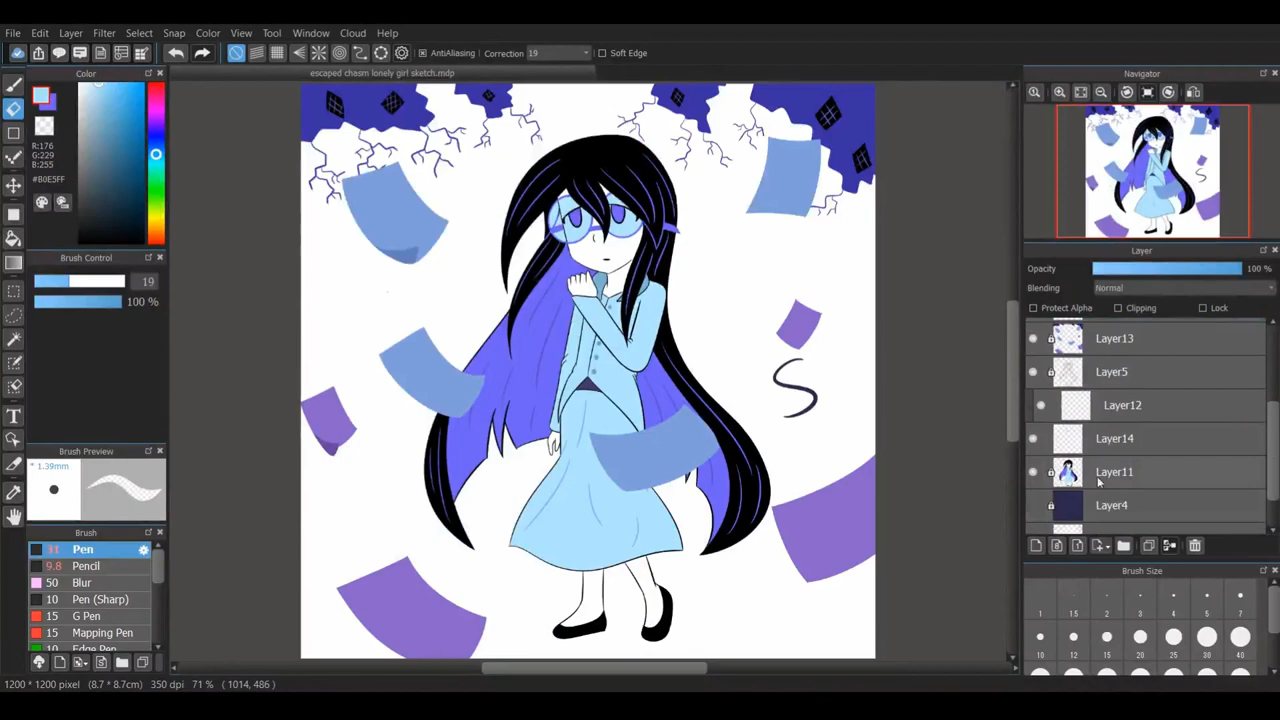 File Edit Layer Filter Select Snap Color View Tool Window Cloud Help
AntiAliasing Correction 19 Soft Edge
Color
escaped chasm lonely girl sketch.mdp
Navigator
R:176
G:229
B:255
#B0E5FF
Brush Control
19
100 %
Layer
Opacity 100 %
Blending Normal
Protect Alpha Clipping Lock
Layer13
Layer5
Layer12
Layer14
Layer11
Layer4
S
Brush Preview
* 1.39mm
Brush
31 Pen
9.8 Pencil
50 Blur
10 Pen (Sharp)
15 G Pen
15 Mapping Pen
10 Edge Pen
Brush Size
1 1.5 2 3 4 5 7
10 12 15 20 25 30 40
1200 * 1200 pixel (8.7 * 8.7cm) 350 dpi 71 % ( 1014, 486 )